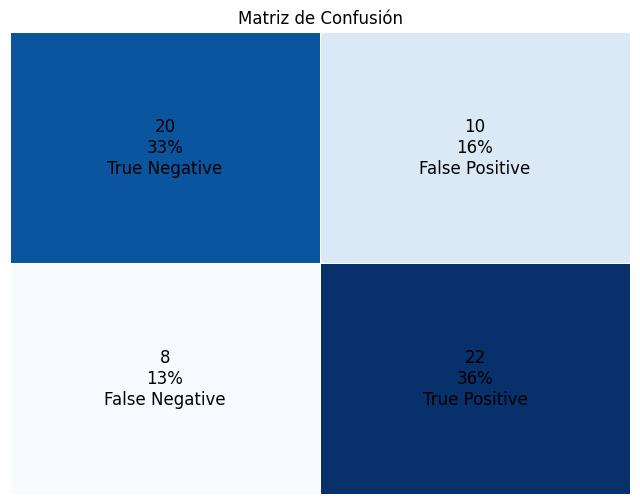 Matriz de Confusión
20
33%
True Negative
10
16%
False Positive
8
13%
False Negative
22
36%
True Positive